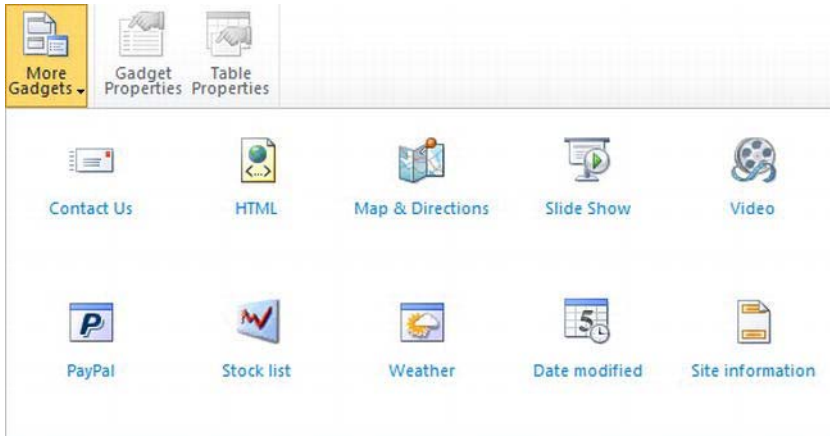 More
Gadgets
Gadget
Properties
Table
Properties
Contact Us
HTML
Map & Directions
Slide Show
Video
PayPal
Stock list
Weather
Date modified
Site information